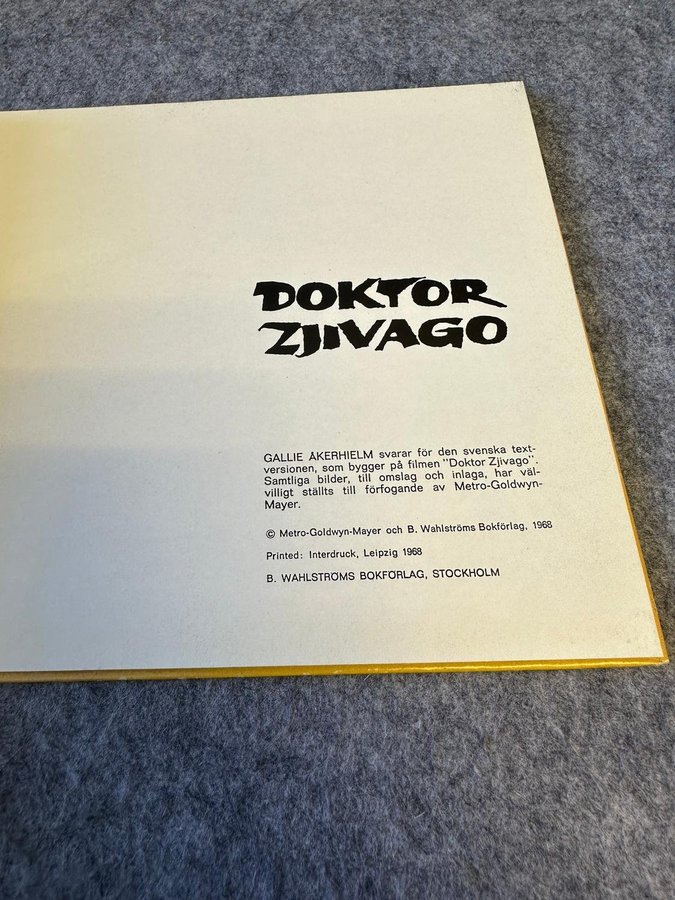 DOKTOR
ZJIVAGO
GALLIE ÅKERHIELM svarar för den svenska text-
versionen, som bygger på filmen "Doktor Zjivago".
Samtliga bilder, till omslag och inlaga, har väl-
villigt ställts till förfogande av Metro-Goldwyn-
Mayer.
© Metro-Goldwyn-Mayer och B. Wahlströms Bokförlag, 1968
Printed: Interdruck, Leipzig 1968
B. WAHLSTRÖMS BOKFÖRLAG, STOCKHOLM